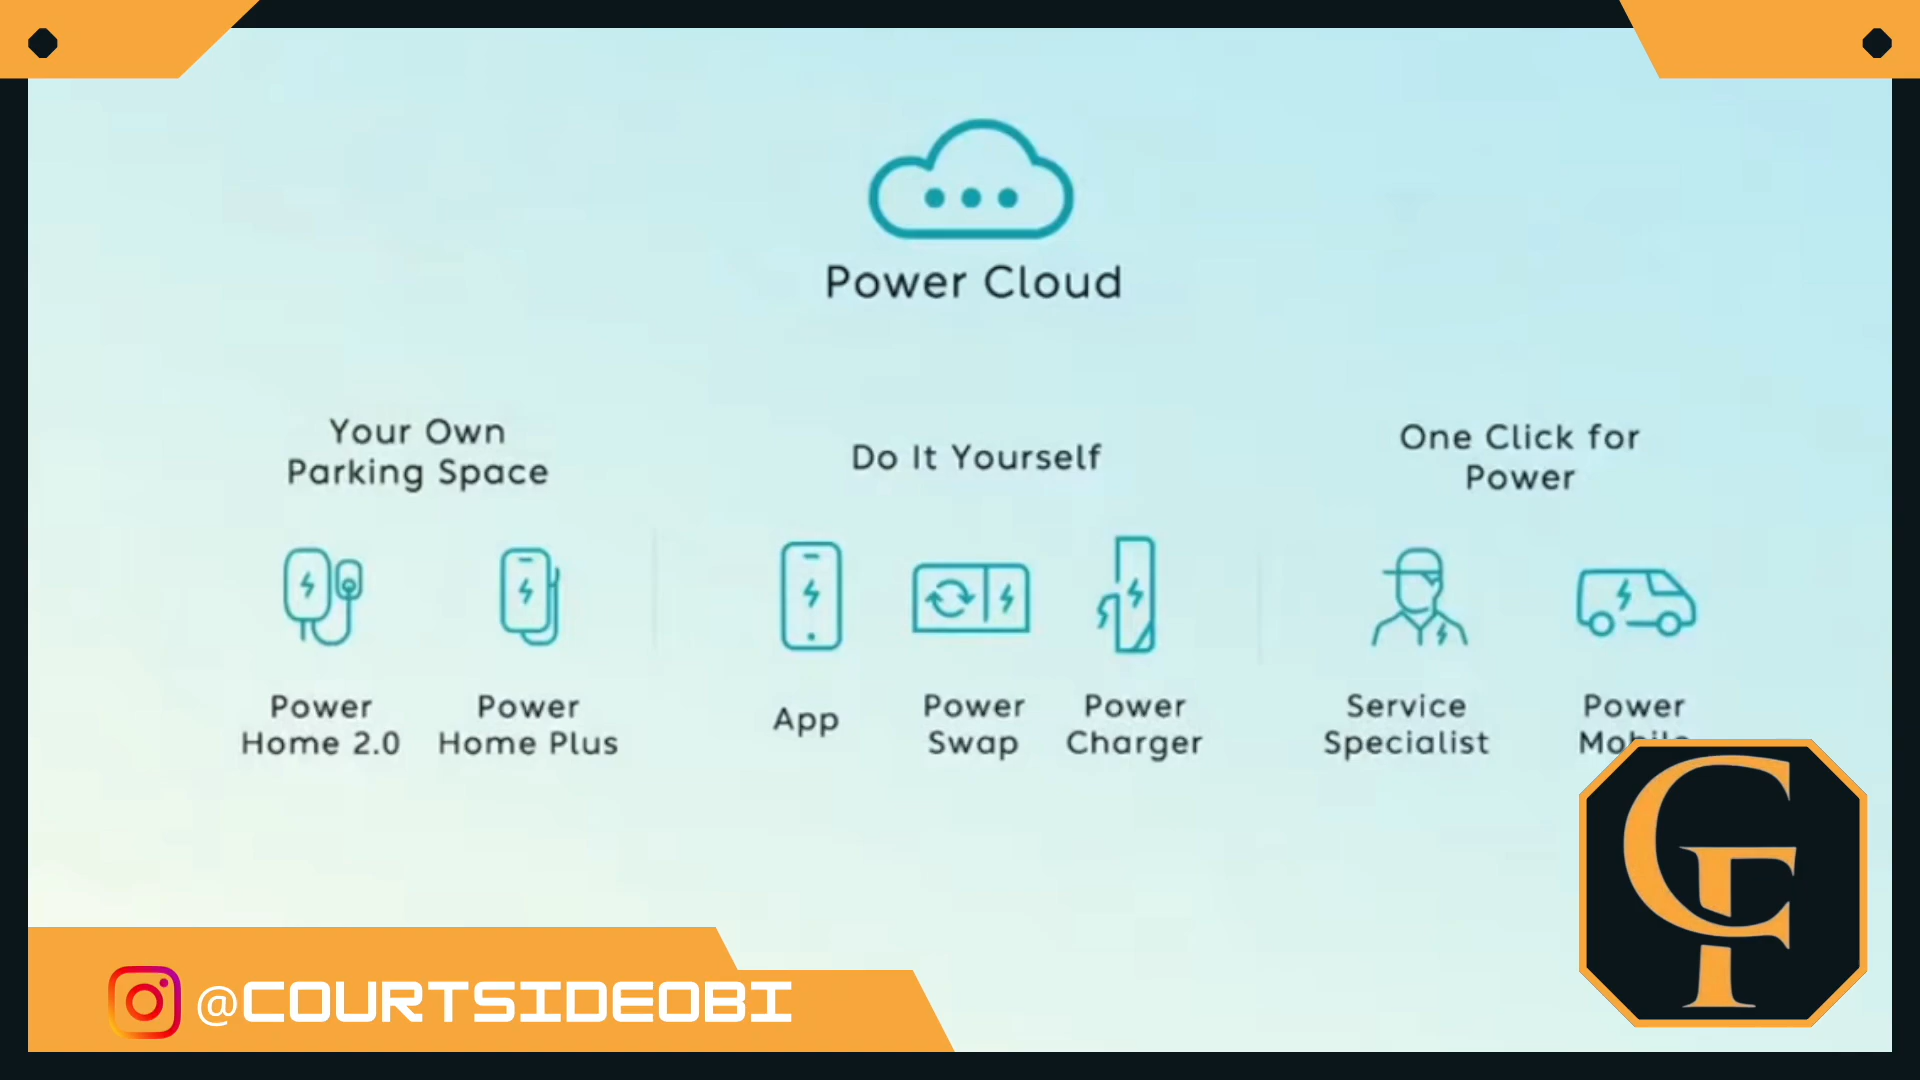 Power Cloud
Your Own
Parking Space
Power
Home 2.0
Power
Home Plus
Do It Yourself
App
Power
Swap
Power
Charger
One Click for
Power
Service
Specialist
Power
Mobile
@COURTSIDEOBI